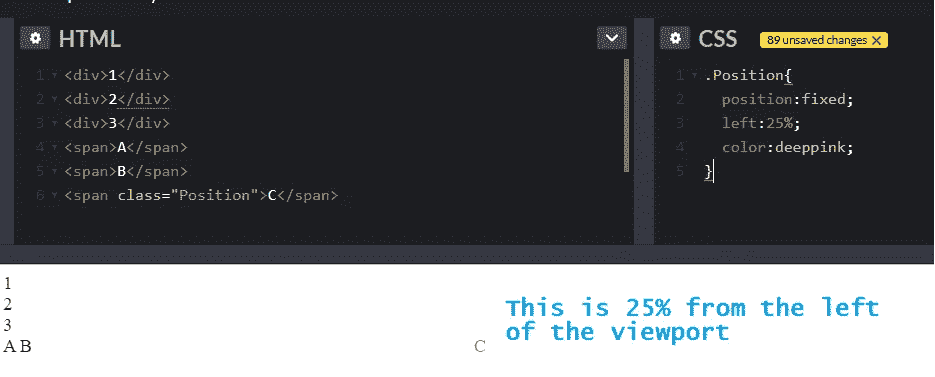 HTML
1 <div>1</div>
2 <div>2</div>
3 <div>3</div>
4 <span>A</span>
5 <span>B</span>
6 <span class="Position">C</span>
CSS
89 unsaved changes X
1 .Position{
2 position:fixed;
3 left:25%;
4 color:deeppink;
5 }
1
2
3
A B
C
This is 25% from the left
of the viewport